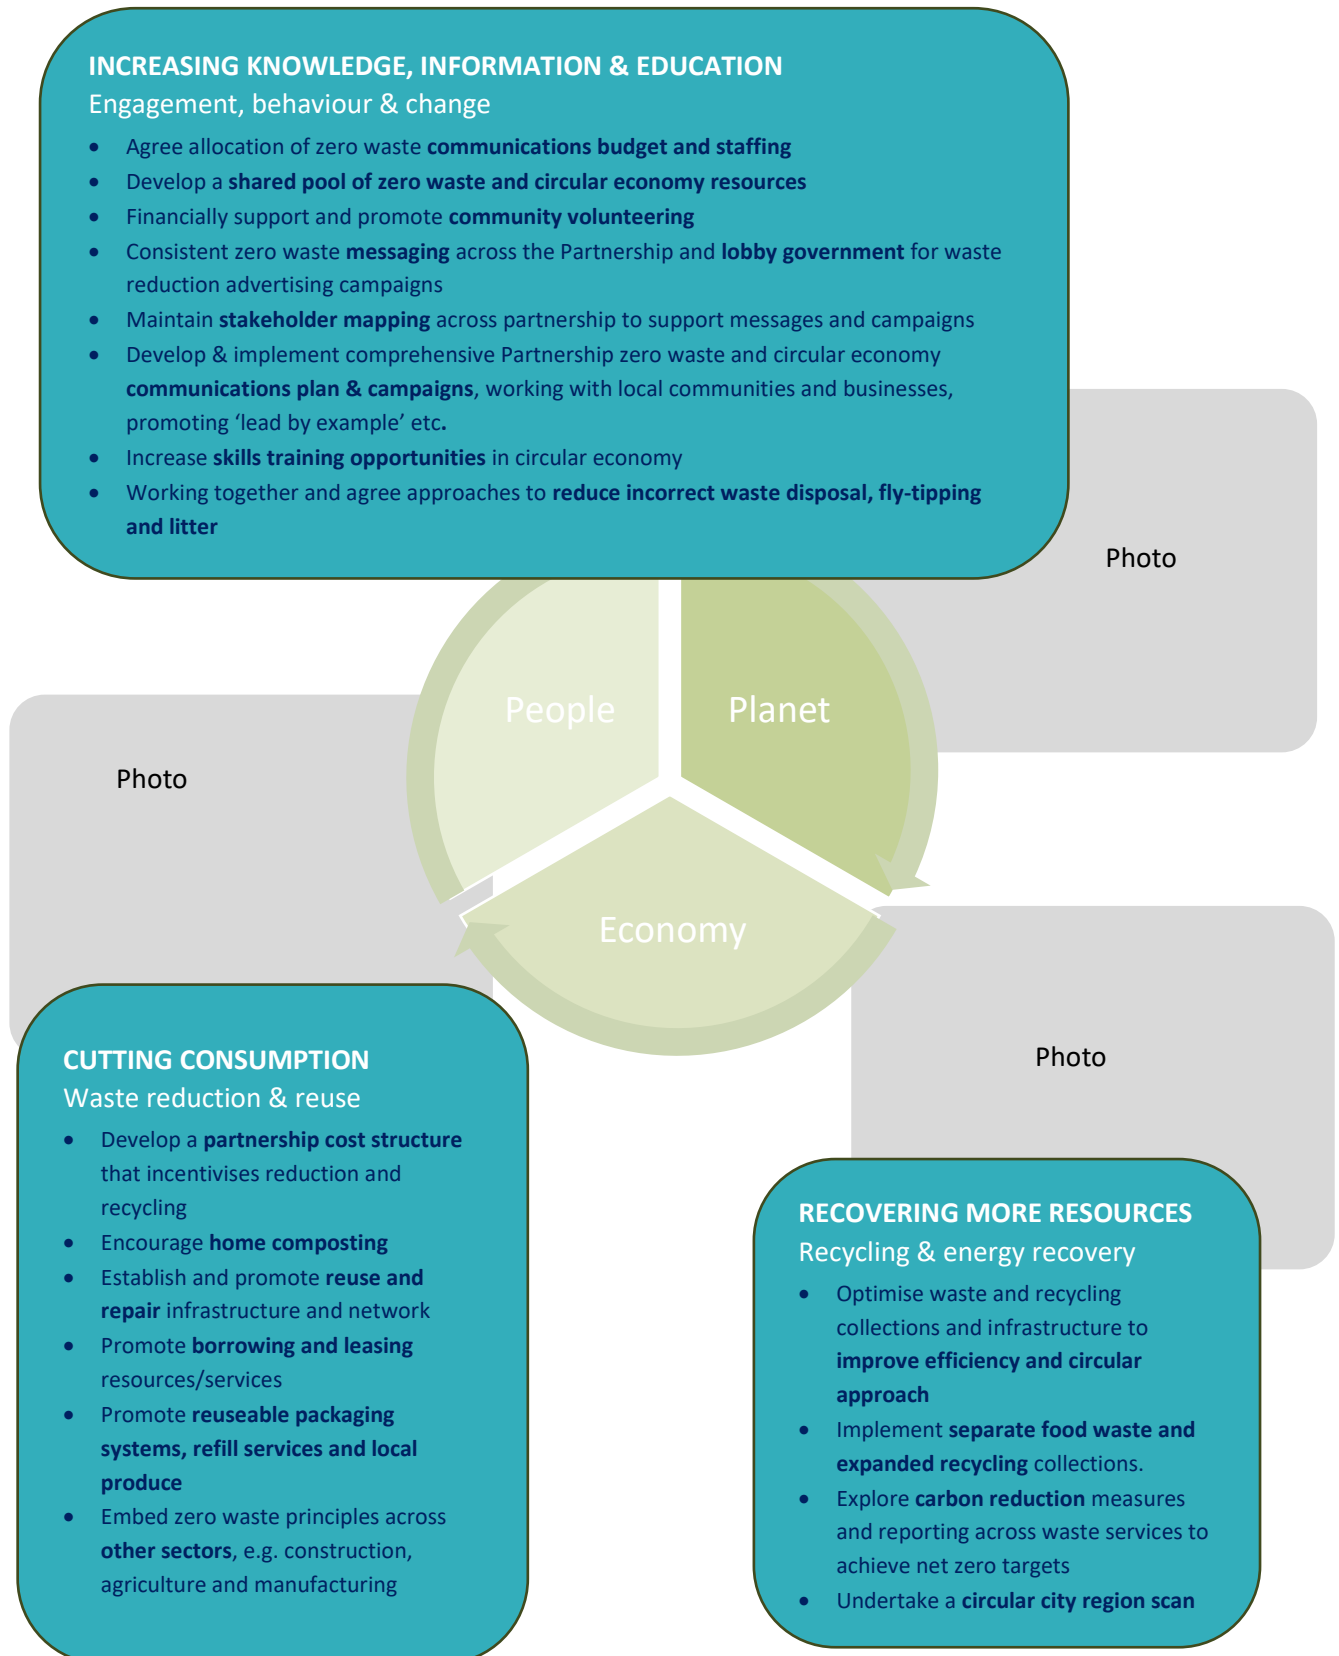 INCREASING KNOWLEDGE, INFORMATION & EDUCATION
Engagement, behaviour & change
• Agree allocation of zero waste communications budget and staffing
• Develop a shared pool of zero waste and circular economy resources
• Financially support and promote community volunteering
• Consistent zero waste messaging across the Partnership and lobby government for waste
reduction advertising campaigns
• Maintain stakeholder mapping across partnership to support messages and campaigns
• Develop & implement comprehensive Partnership zero waste and circular economy
communications plan & campaigns, working with local communities and businesses,
promoting ‘lead by example’ etc.
• Increase skills training opportunities in circular economy
• Working together and agree approaches to reduce incorrect waste disposal, fly-tipping
and litter
Photo
People
Planet
Photo
Economy
Photo
CUTTING CONSUMPTION
Waste reduction & reuse
• Develop a partnership cost structure
that incentivises reduction and
recycling
• Encourage home composting
• Establish and promote reuse and
repair infrastructure and network
• Promote borrowing and leasing
resources/services
• Promote reuseable packaging
systems, refill services and local
produce
• Embed zero waste principles across
other sectors, e.g. construction,
agriculture and manufacturing
RECOVERING MORE RESOURCES
Recycling & energy recovery
• Optimise waste and recycling
collections and infrastructure to
improve efficiency and circular
approach
• Implement separate food waste and
expanded recycling collections.
• Explore carbon reduction measures
and reporting across waste services to
achieve net zero targets
• Undertake a circular city region scan